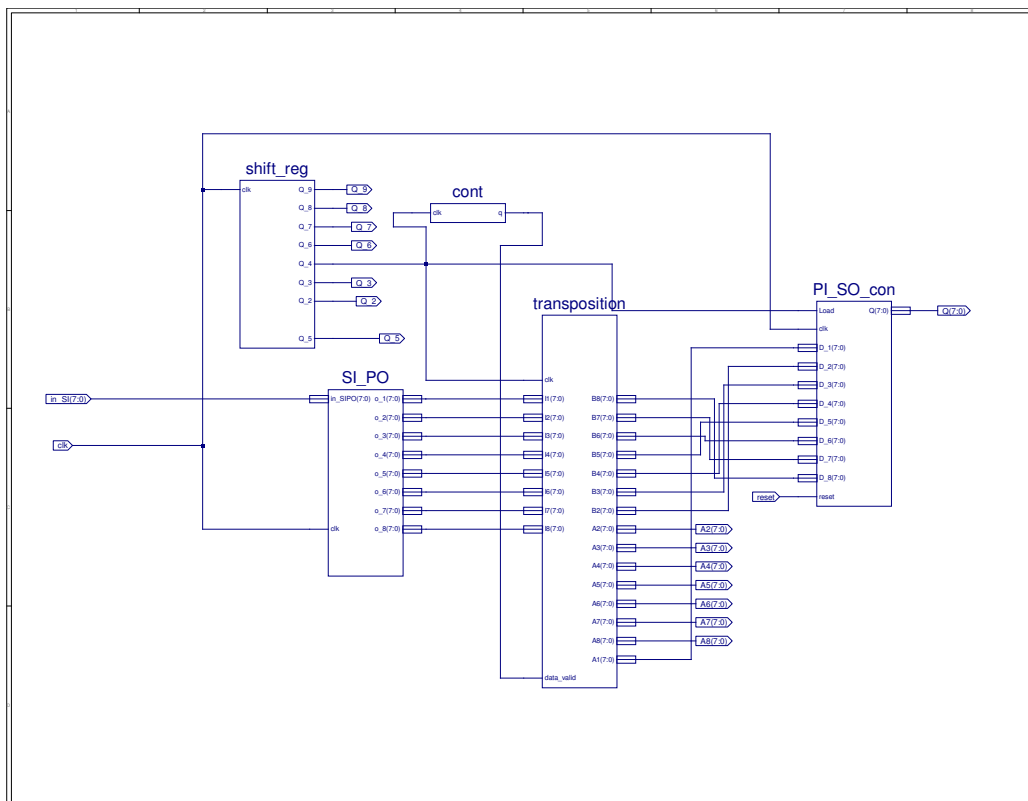 shift_reg
clk
Q_9
Q_8
Q_7
Q_6
Q_4
Q_3
Q_2
Q_5
Q_9
Q_8
Q_7
Q_6
Q_3
Q_2
Q_5
cont
clk
q
in_SI(7:0)
clk
SI_PO
in_SIPO(7:0)
clk
o_1(7:0)
o_2(7:0)
o_3(7:0)
o_4(7:0)
o_5(7:0)
o_6(7:0)
o_7(7:0)
o_8(7:0)
transposition
clk
I1(7:0)
I2(7:0)
I3(7:0)
I4(7:0)
I5(7:0)
I6(7:0)
I7(7:0)
I8(7:0)
data_valid
B8(7:0)
B7(7:0)
B6(7:0)
B5(7:0)
B4(7:0)
B3(7:0)
B2(7:0)
A2(7:0)
A3(7:0)
A4(7:0)
A5(7:0)
A6(7:0)
A7(7:0)
A8(7:0)
A1(7:0)
A2(7:0)
A3(7:0)
A4(7:0)
A5(7:0)
A6(7:0)
A7(7:0)
A8(7:0)
PI_SO_con
Load
clk
D_1(7:0)
D_2(7:0)
D_3(7:0)
D_4(7:0)
D_5(7:0)
D_6(7:0)
D_7(7:0)
D_8(7:0)
reset
Q(7:0)
reset
Q(7:0)